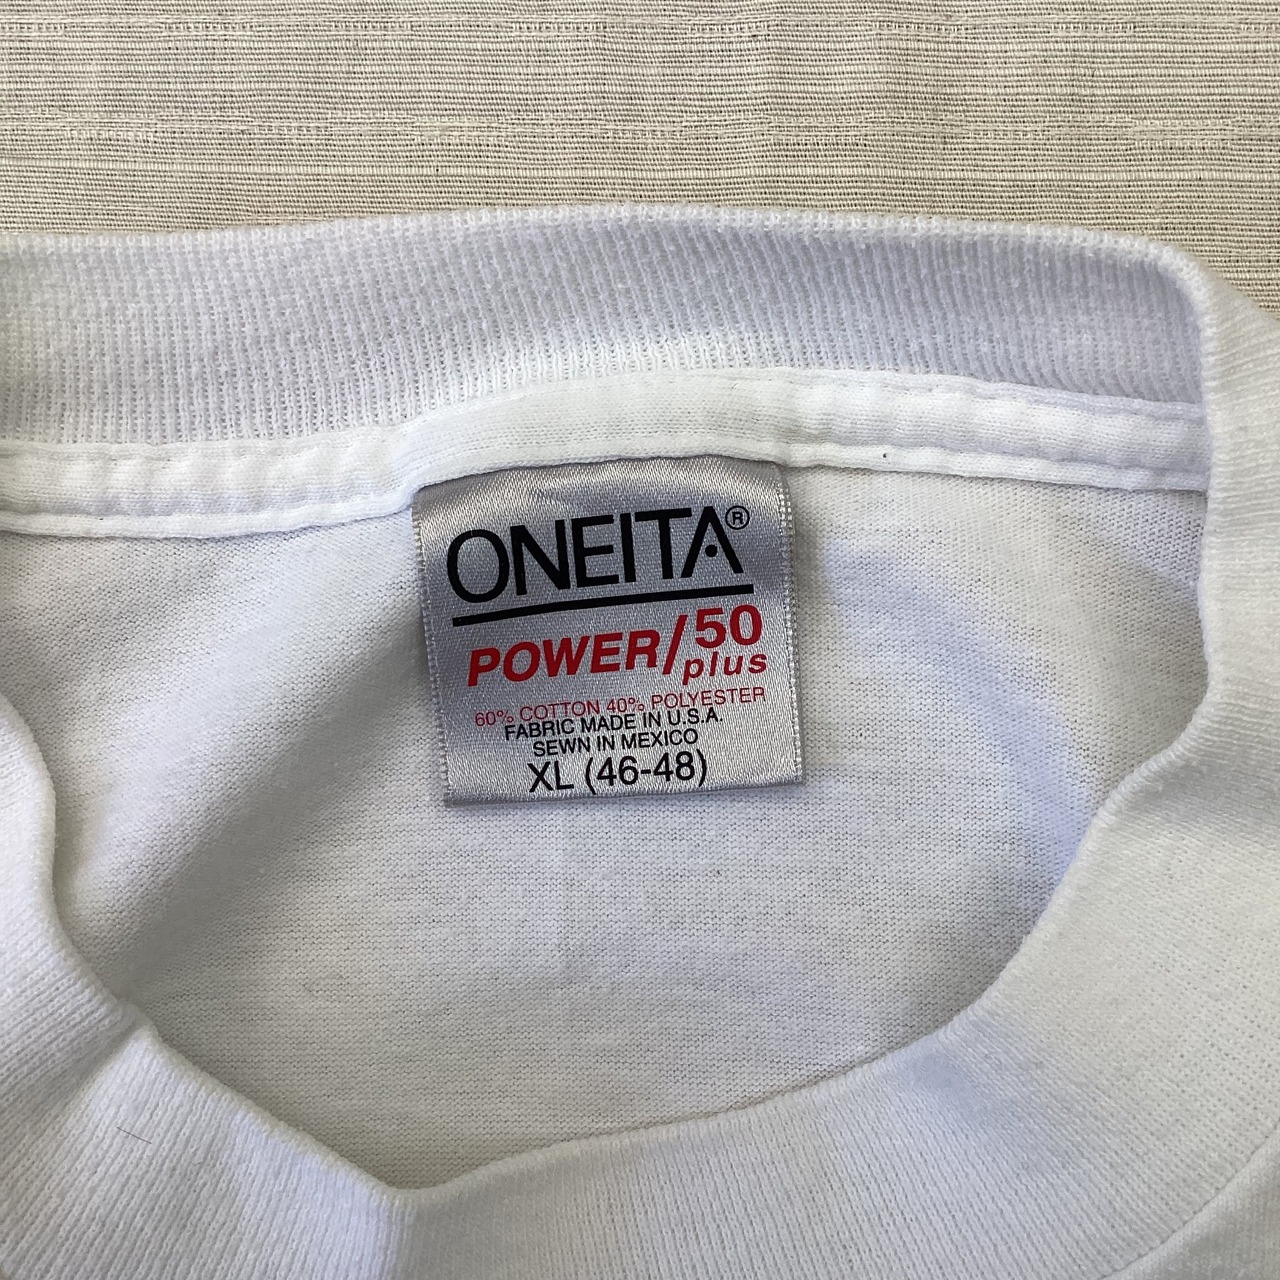 ONEITA®
POWER/50
plus
60% COTTON 40% POLYESTER
FABRIC MADE IN U.S.A.
SEWN IN MEXICO
XL (46-48)